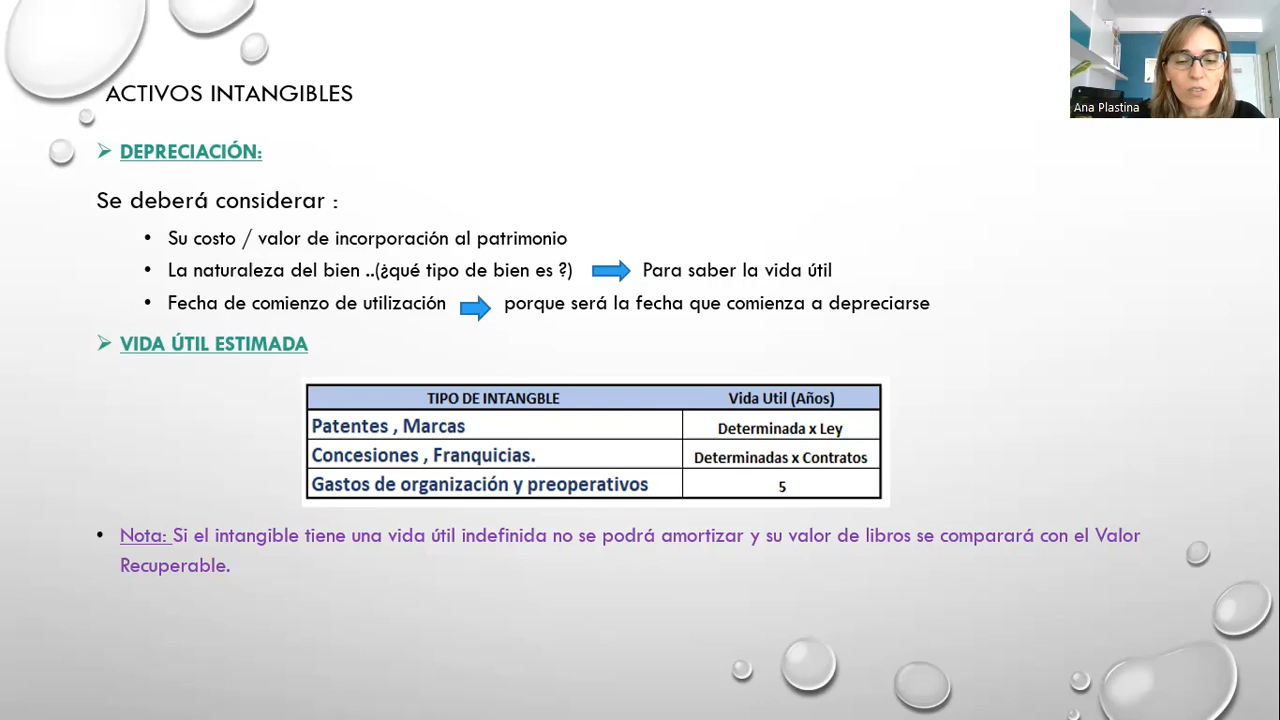 ACTIVOS INTANGIBLES
Ana Plastina
DEPRECIACIÓN:
Se deberá considerar :
• Su costo / valor de incorporación al patrimonio
• La naturaleza del bien ..(¿qué tipo de bien es ?) Para saber la vida útil
• Fecha de comienzo de utilización porque será la fecha que comienza a depreciarse
VIDA ÚTIL ESTIMADA
TIPO DE INTANGBLE Vida Util (Años)
Patentes , Marcas Determinada x Ley
Concesiones , Franquicias. Determinadas x Contratos
Gastos de organización y preoperativos 5
• Nota: Si el intangible tiene una vida útil indefinida no se podrá amortizar y su valor de libros se comparará con el Valor
Recuperable.